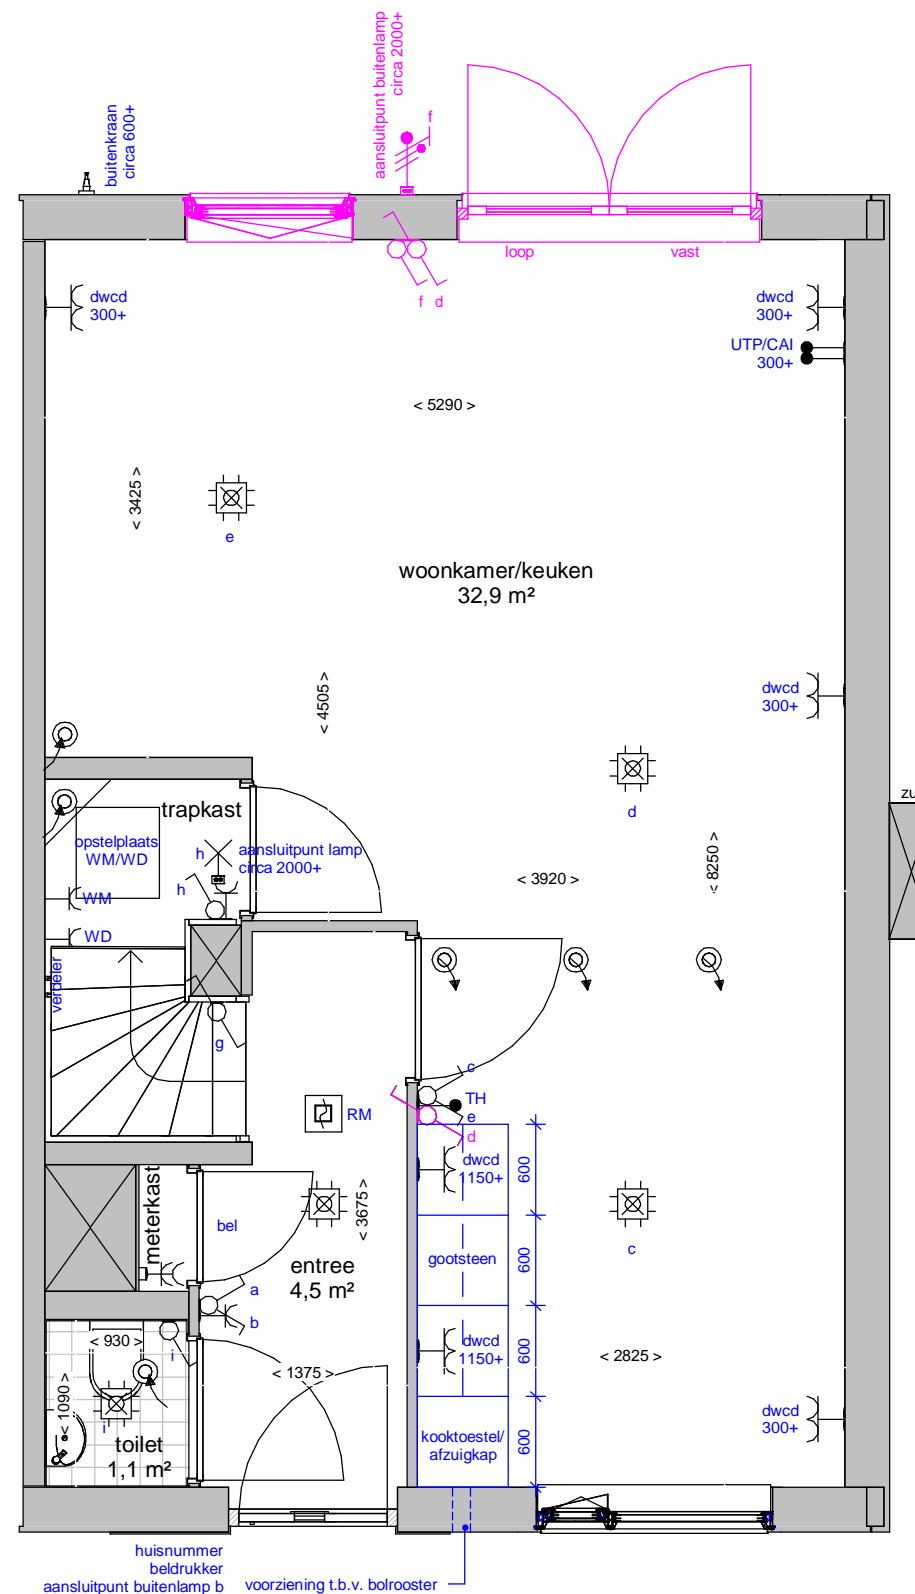 aansluitpunt buitenlamp
circa 2000+
buitenkraan
circa 600+
f
loop
vast
f d
dwcd
300+
dwcd
300+
UTP/CAI
300+
< 5290 >
< 3425 >
e
woonkamer/keuken
32,9 m²
< 4505 >
dwcd
300+
d
zu
trapkast
opstelplaats
WM/WD
h
aansluitpunt lamp
circa 2000+
h
WM
WD
< 3920 >
< 8250 >
verdeler
g
c
TH
e
d
RM
dwcd
1150+
600
meterkast
bel
< 3675 >
entree
4,5 m²
a
b
gootsteen
600
c
dwcd
1150+
600
< 2825 >
< 930 >
i
< 1375 >
< 1090 >
i
toilet
1,1 m²
kooktoestel/
afzuigkap
600
dwcd
300+
huisnummer
beldrukker
aansluitpunt buitenlamp b
voorziening t.b.v. bolrooster